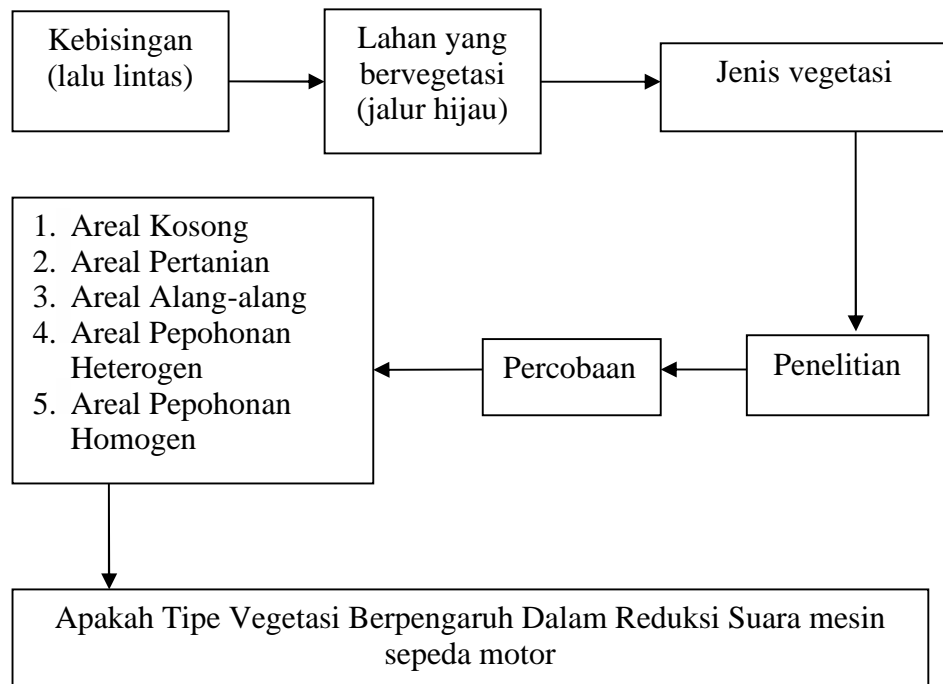 Kebisingan
(lalu lintas)
Lahan yang
bervegetasi
(jalur hijau)
Jenis vegetasi
1. Areal Kosong
2. Areal Pertanian
3. Areal Alang-alang
4. Areal Pepohonan
Heterogen
5. Areal Pepohonan
Homogen
Percobaan
Penelitian
Apakah Tipe Vegetasi Berpengaruh Dalam Reduksi Suara mesin
sepeda motor